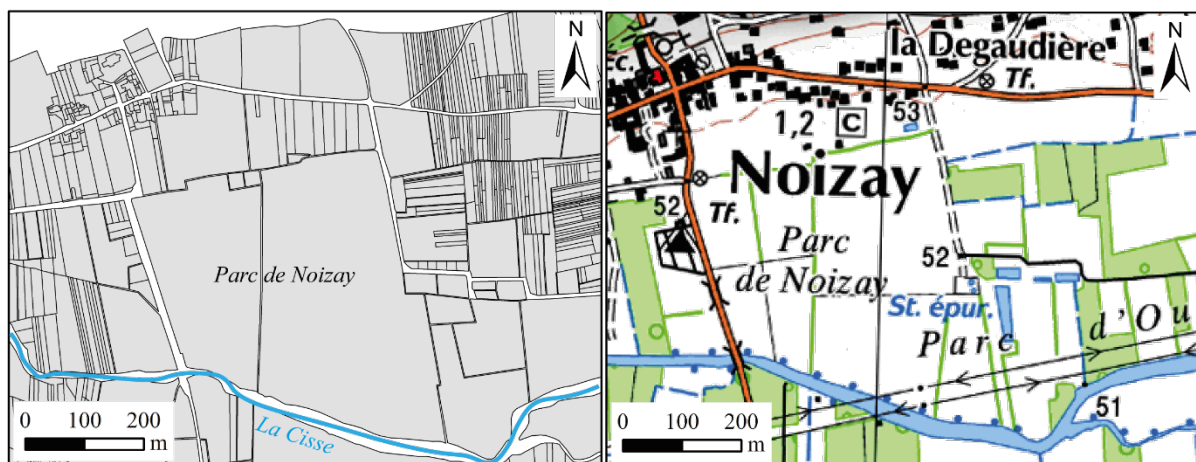 N
Parc de Noizay
La Cisse
0 100 200
m
N
la Degaudière
Tf.
cc.
53
1,2 C
Noizay
52
Tf.
Parc
de Noizay
52
St. épur.
Parc
d'Ou
51
0 100 200
m